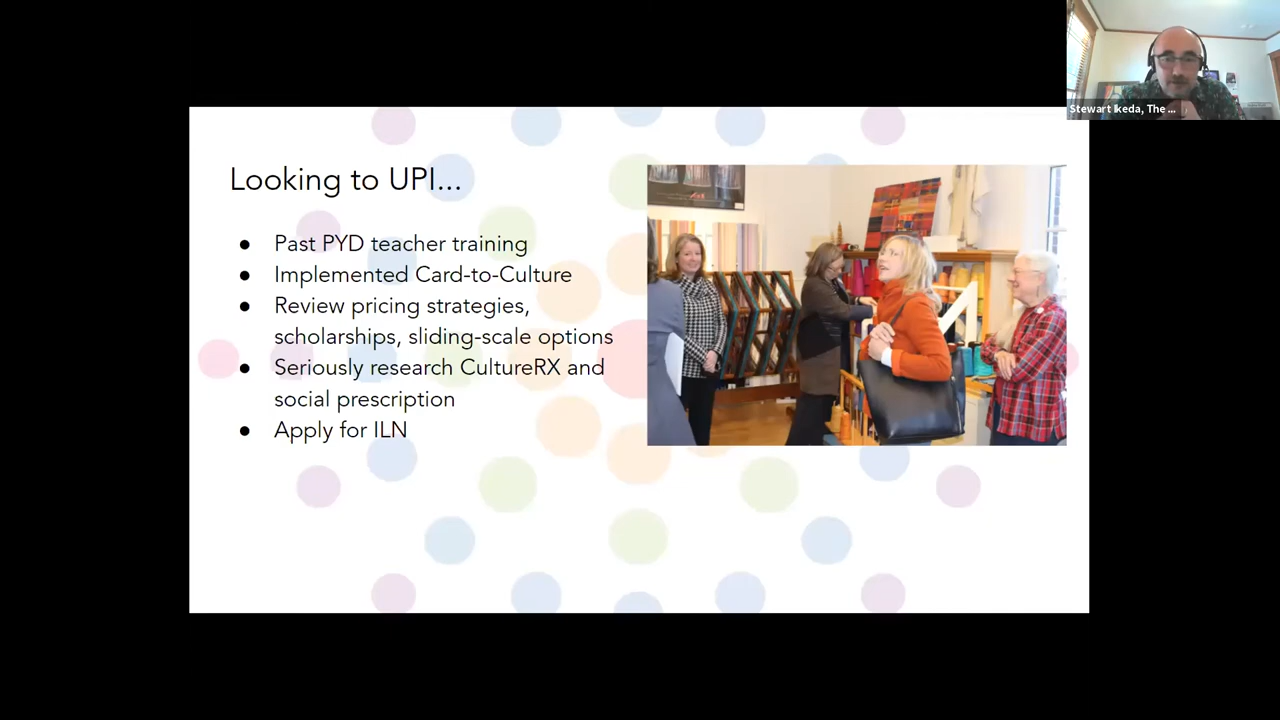 Stewart Ikeda, The ...
Looking to UPI...
● Past PYD teacher training
● Implemented Card-to-Culture
● Review pricing strategies,
scholarships, sliding-scale options
● Seriously research CultureRX and
social prescription
● Apply for ILN